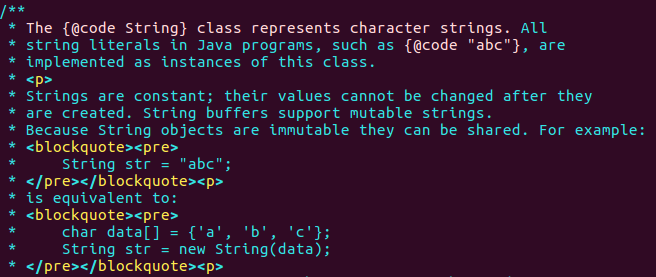 /**
 * The {@code String} class represents character strings. All
 * string literals in Java programs, such as {@code "abc"}, are
 * implemented as instances of this class.
 * <p>
 * Strings are constant; their values cannot be changed after they
 * are created. String buffers support mutable strings.
 * Because String objects are immutable they can be shared. For example:
 * <blockquote><pre>
 *     String str = "abc";
 * </pre></blockquote><p>
 * is equivalent to:
 * <blockquote><pre>
 *     char data[] = {'a', 'b', 'c'};
 *     String str = new String(data);
 * </pre></blockquote><p>